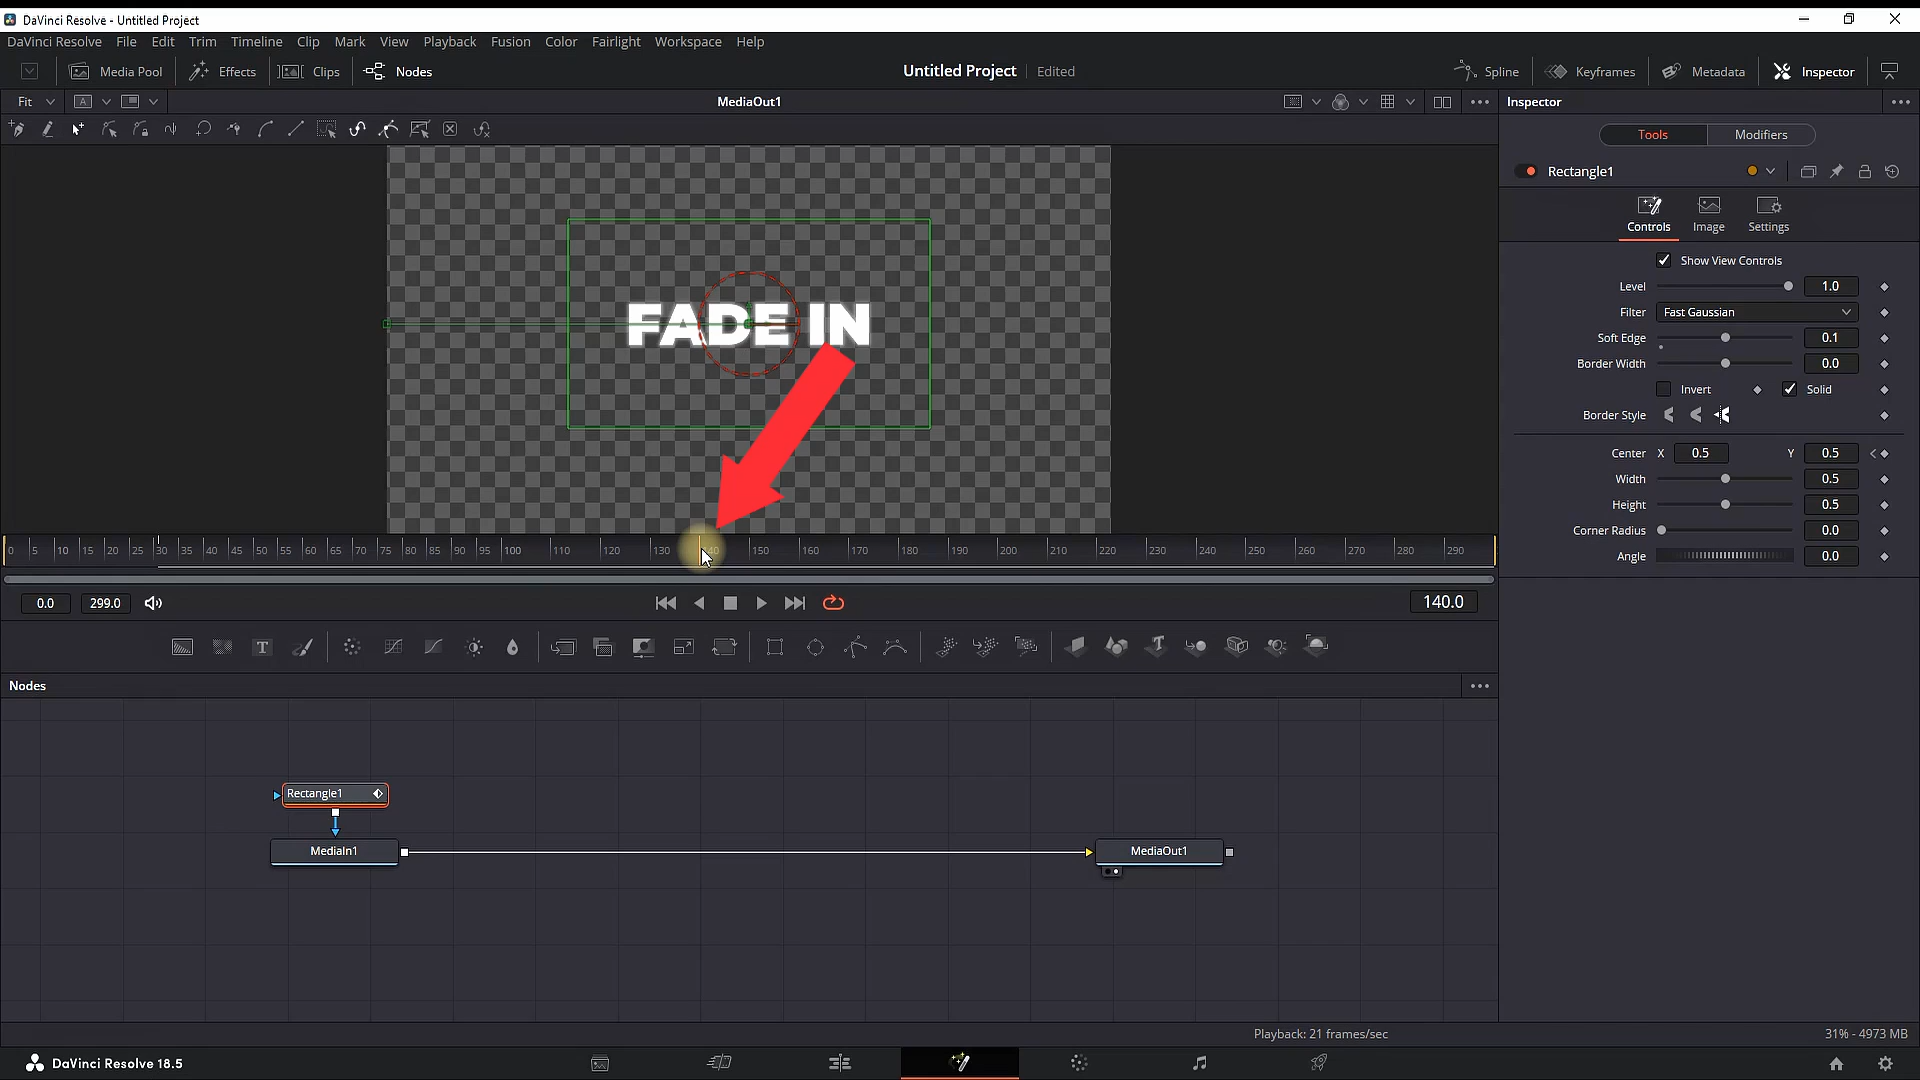 DaVinci Resolve - Untitled Project
DaVinci Resolve File Edit Trim Timeline Clip Mark View Playback Fusion Color Fairlight Workspace Help
Media Pool Effects Clips Nodes Untitled Project Edited Spline Keyframes Metadata Inspector
Fit A MediaOut1 Inspector
Tools Modifiers
Rectangle1
Controls Image Settings
Show View Controls
Level 1.0
Filter Fast Gaussian
Soft Edge 0.1
Border Width 0.0
Invert Solid
Border Style
Center X 0.5 Y 0.5
Width 0.5
Height 0.5
Corner Radius 0.0
Angle 0.0
FADE IN
0 5 10 15 20 25 30 35 40 45 50 55 60 65 70 75 80 85 90 95 100 110 120 130 140 150 160 170 180 190 200 210 220 230 240 250 260 270 280 290
0.0 299.0 140.0
T T
Nodes
Rectangle1
MediaIn1 MediaOut1
Playback: 21 frames/sec 31% - 4973 MB
DaVinci Resolve 18.5